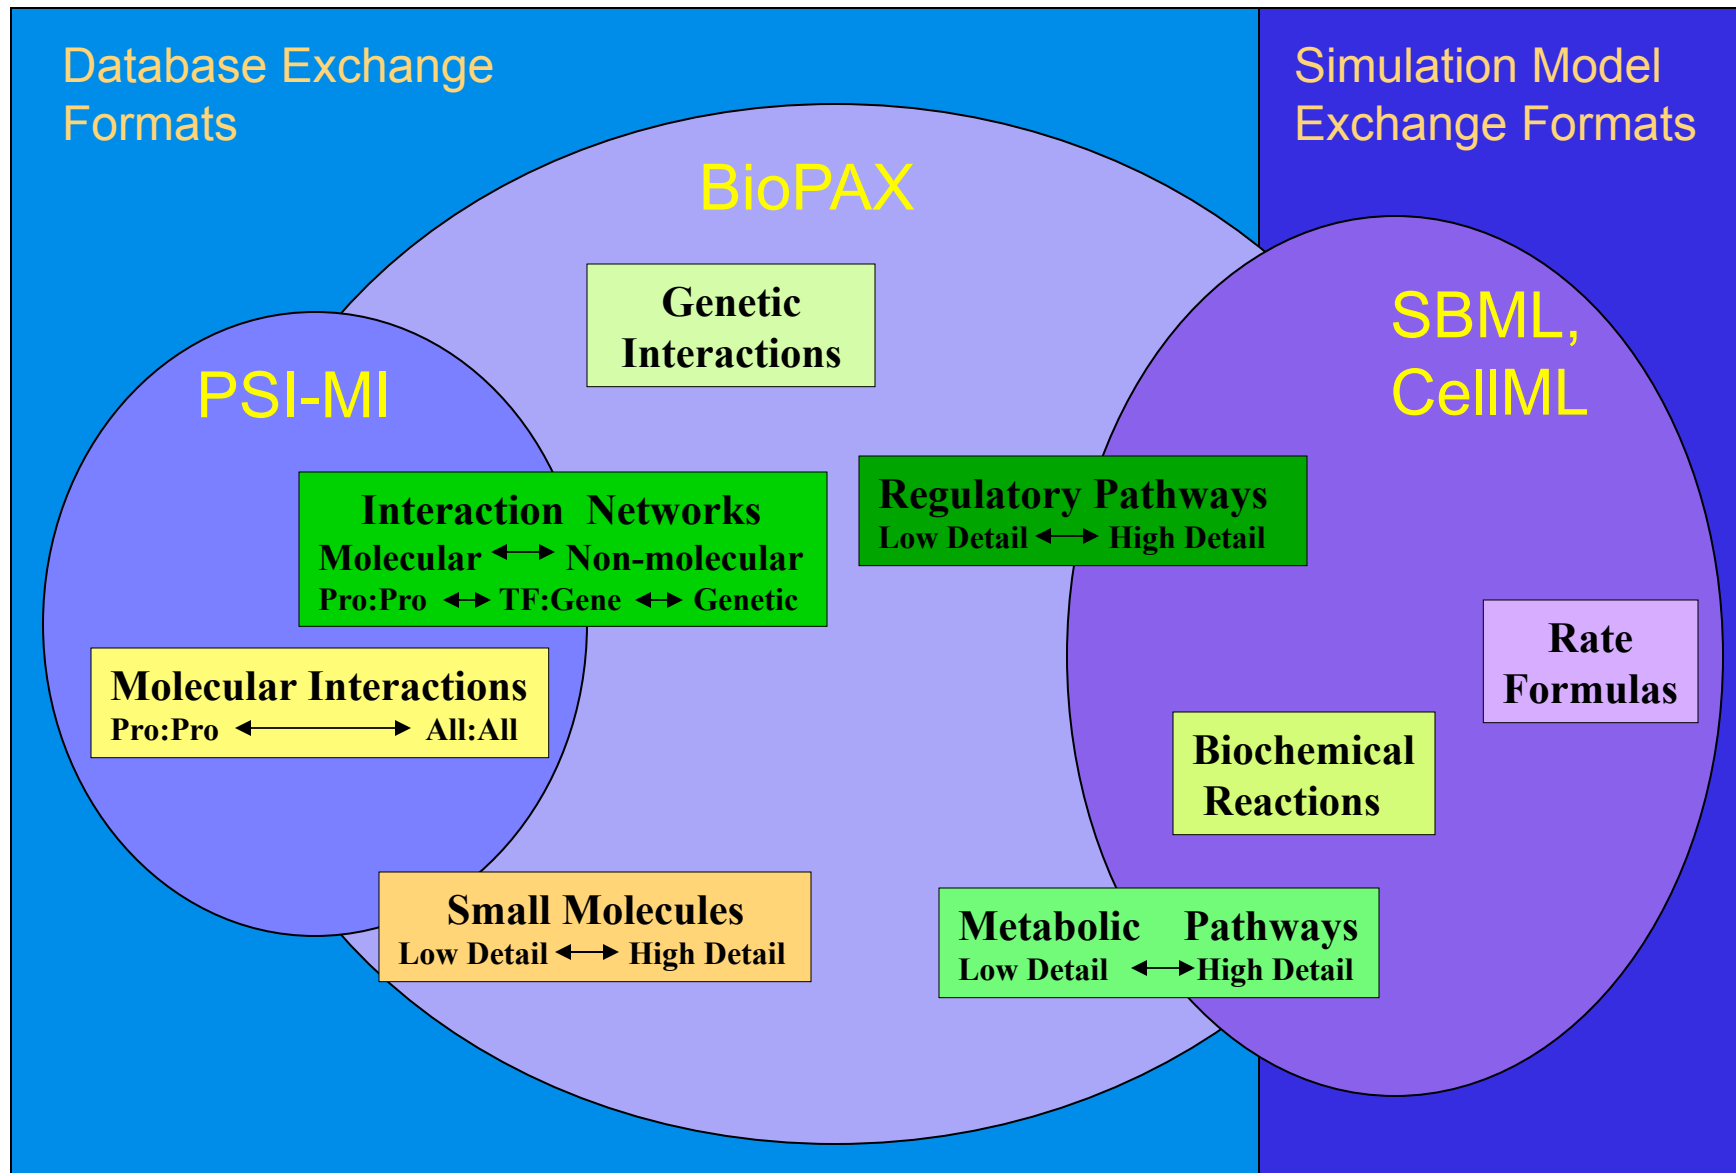 Database Exchange
Formats
Simulation Model
Exchange Formats
BioPAX
Genetic
Interactions
SBML,
CellML
PSI-MI
Interaction Networks
Molecular Non-molecular
Pro:Pro TF:Gene Genetic
Regulatory Pathways
Low Detail High Detail
Rate
Formulas
Molecular Interactions
Pro:Pro All:All
Biochemical
Reactions
Small Molecules
Low Detail High Detail
Metabolic Pathways
Low Detail High Detail